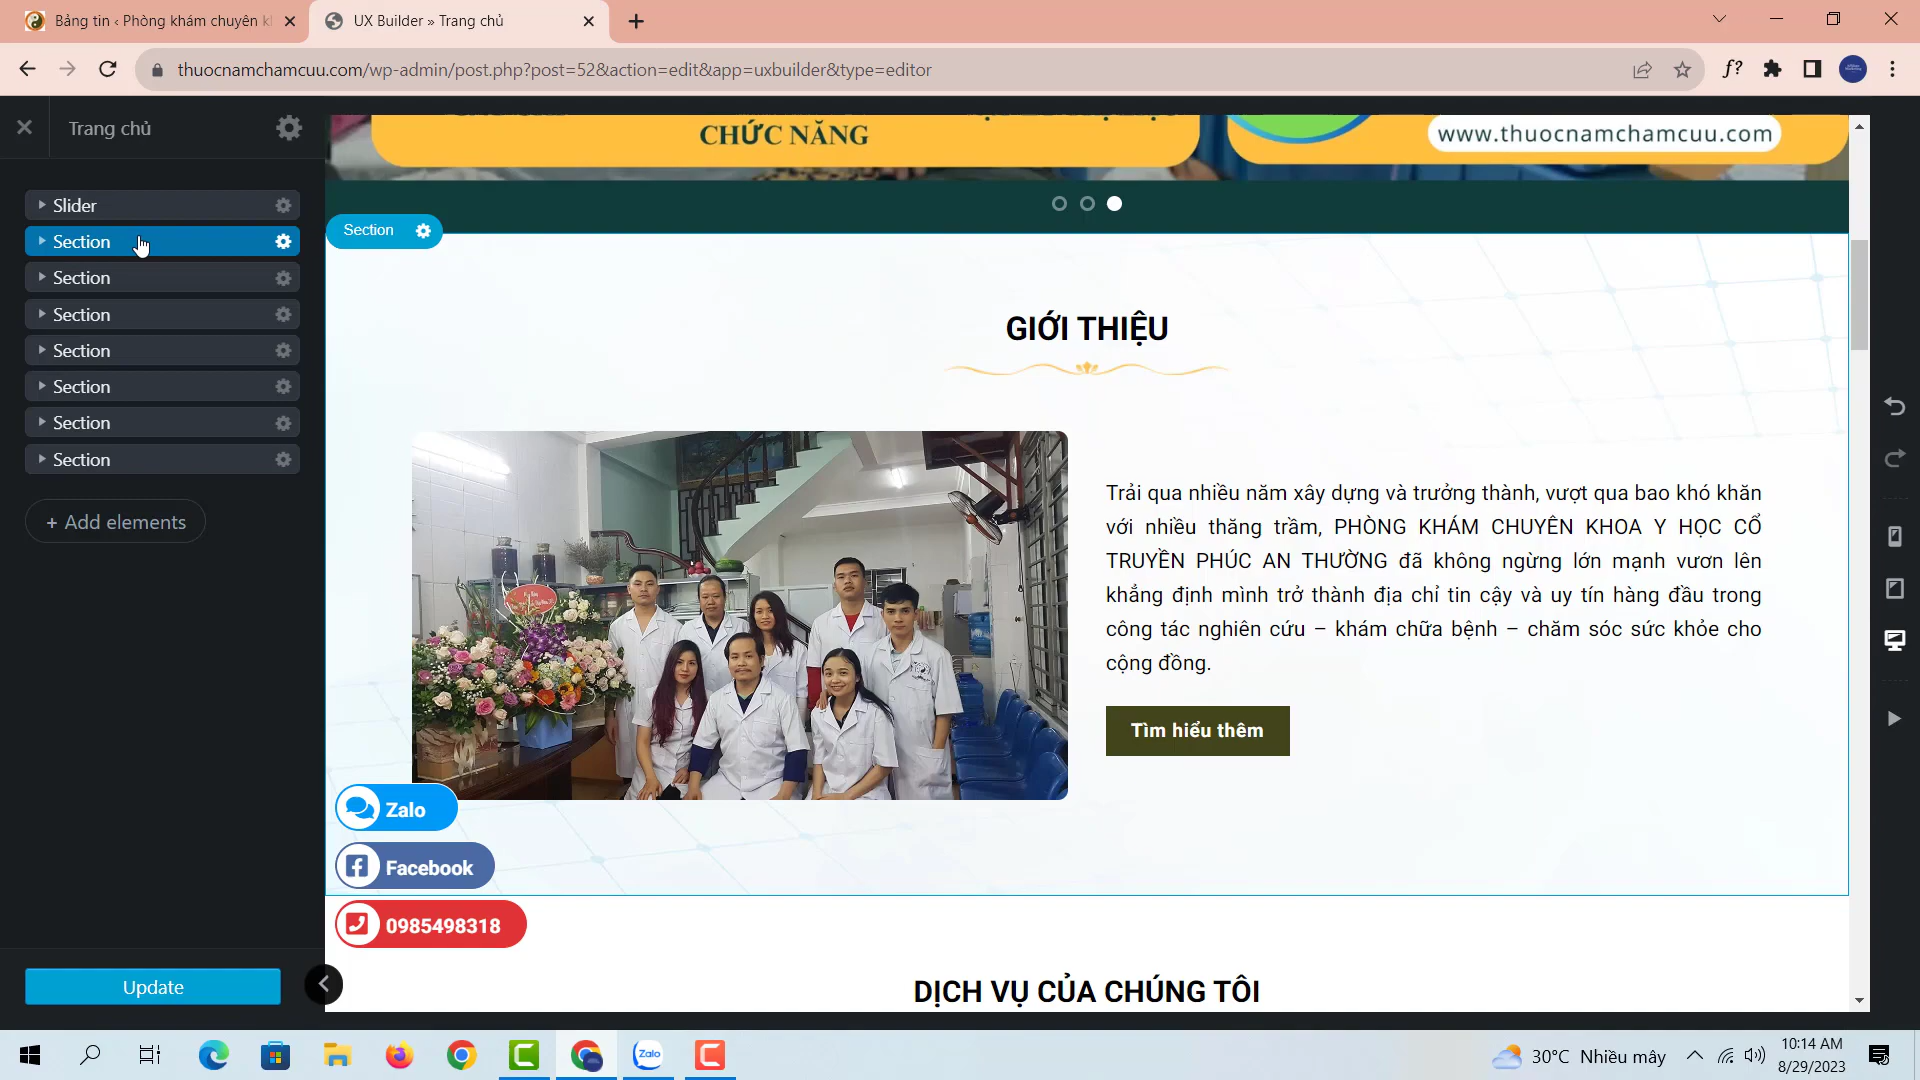 Bảng tin ‹ Phòng khám chuyên k
UX Builder » Trang chủ
thuocnamchamcuu.com/wp-admin/post.php?post=52&action=edit&app=uxbuilder&type=editor
f?
Trang chủ
Slider
Section
Section
Section
Section
Section
Section
Section
+ Add elements
Update
CHỨC NĂNG
www.thuocnamchamcuu.com
Section
GIỚI THIỆU
Trải qua nhiều năm xây dựng và trưởng thành, vượt qua bao khó khăn
với nhiều thăng trầm, PHÒNG KHÁM CHUYÊN KHOA Y HỌC CỔ
TRUYỀN PHÚC AN THƯỜNG đã không ngừng lớn mạnh vươn lên
khẳng định mình trở thành địa chỉ tin cậy và uy tín hàng đầu trong
công tác nghiên cứu – khám chữa bệnh – chăm sóc sức khỏe cho
cộng đồng.
Tìm hiểu thêm
Zalo
Facebook
0985498318
DỊCH VỤ CỦA CHÚNG TÔI
Zalo
30°C Nhiều mây
10:14 AM
8/29/2023